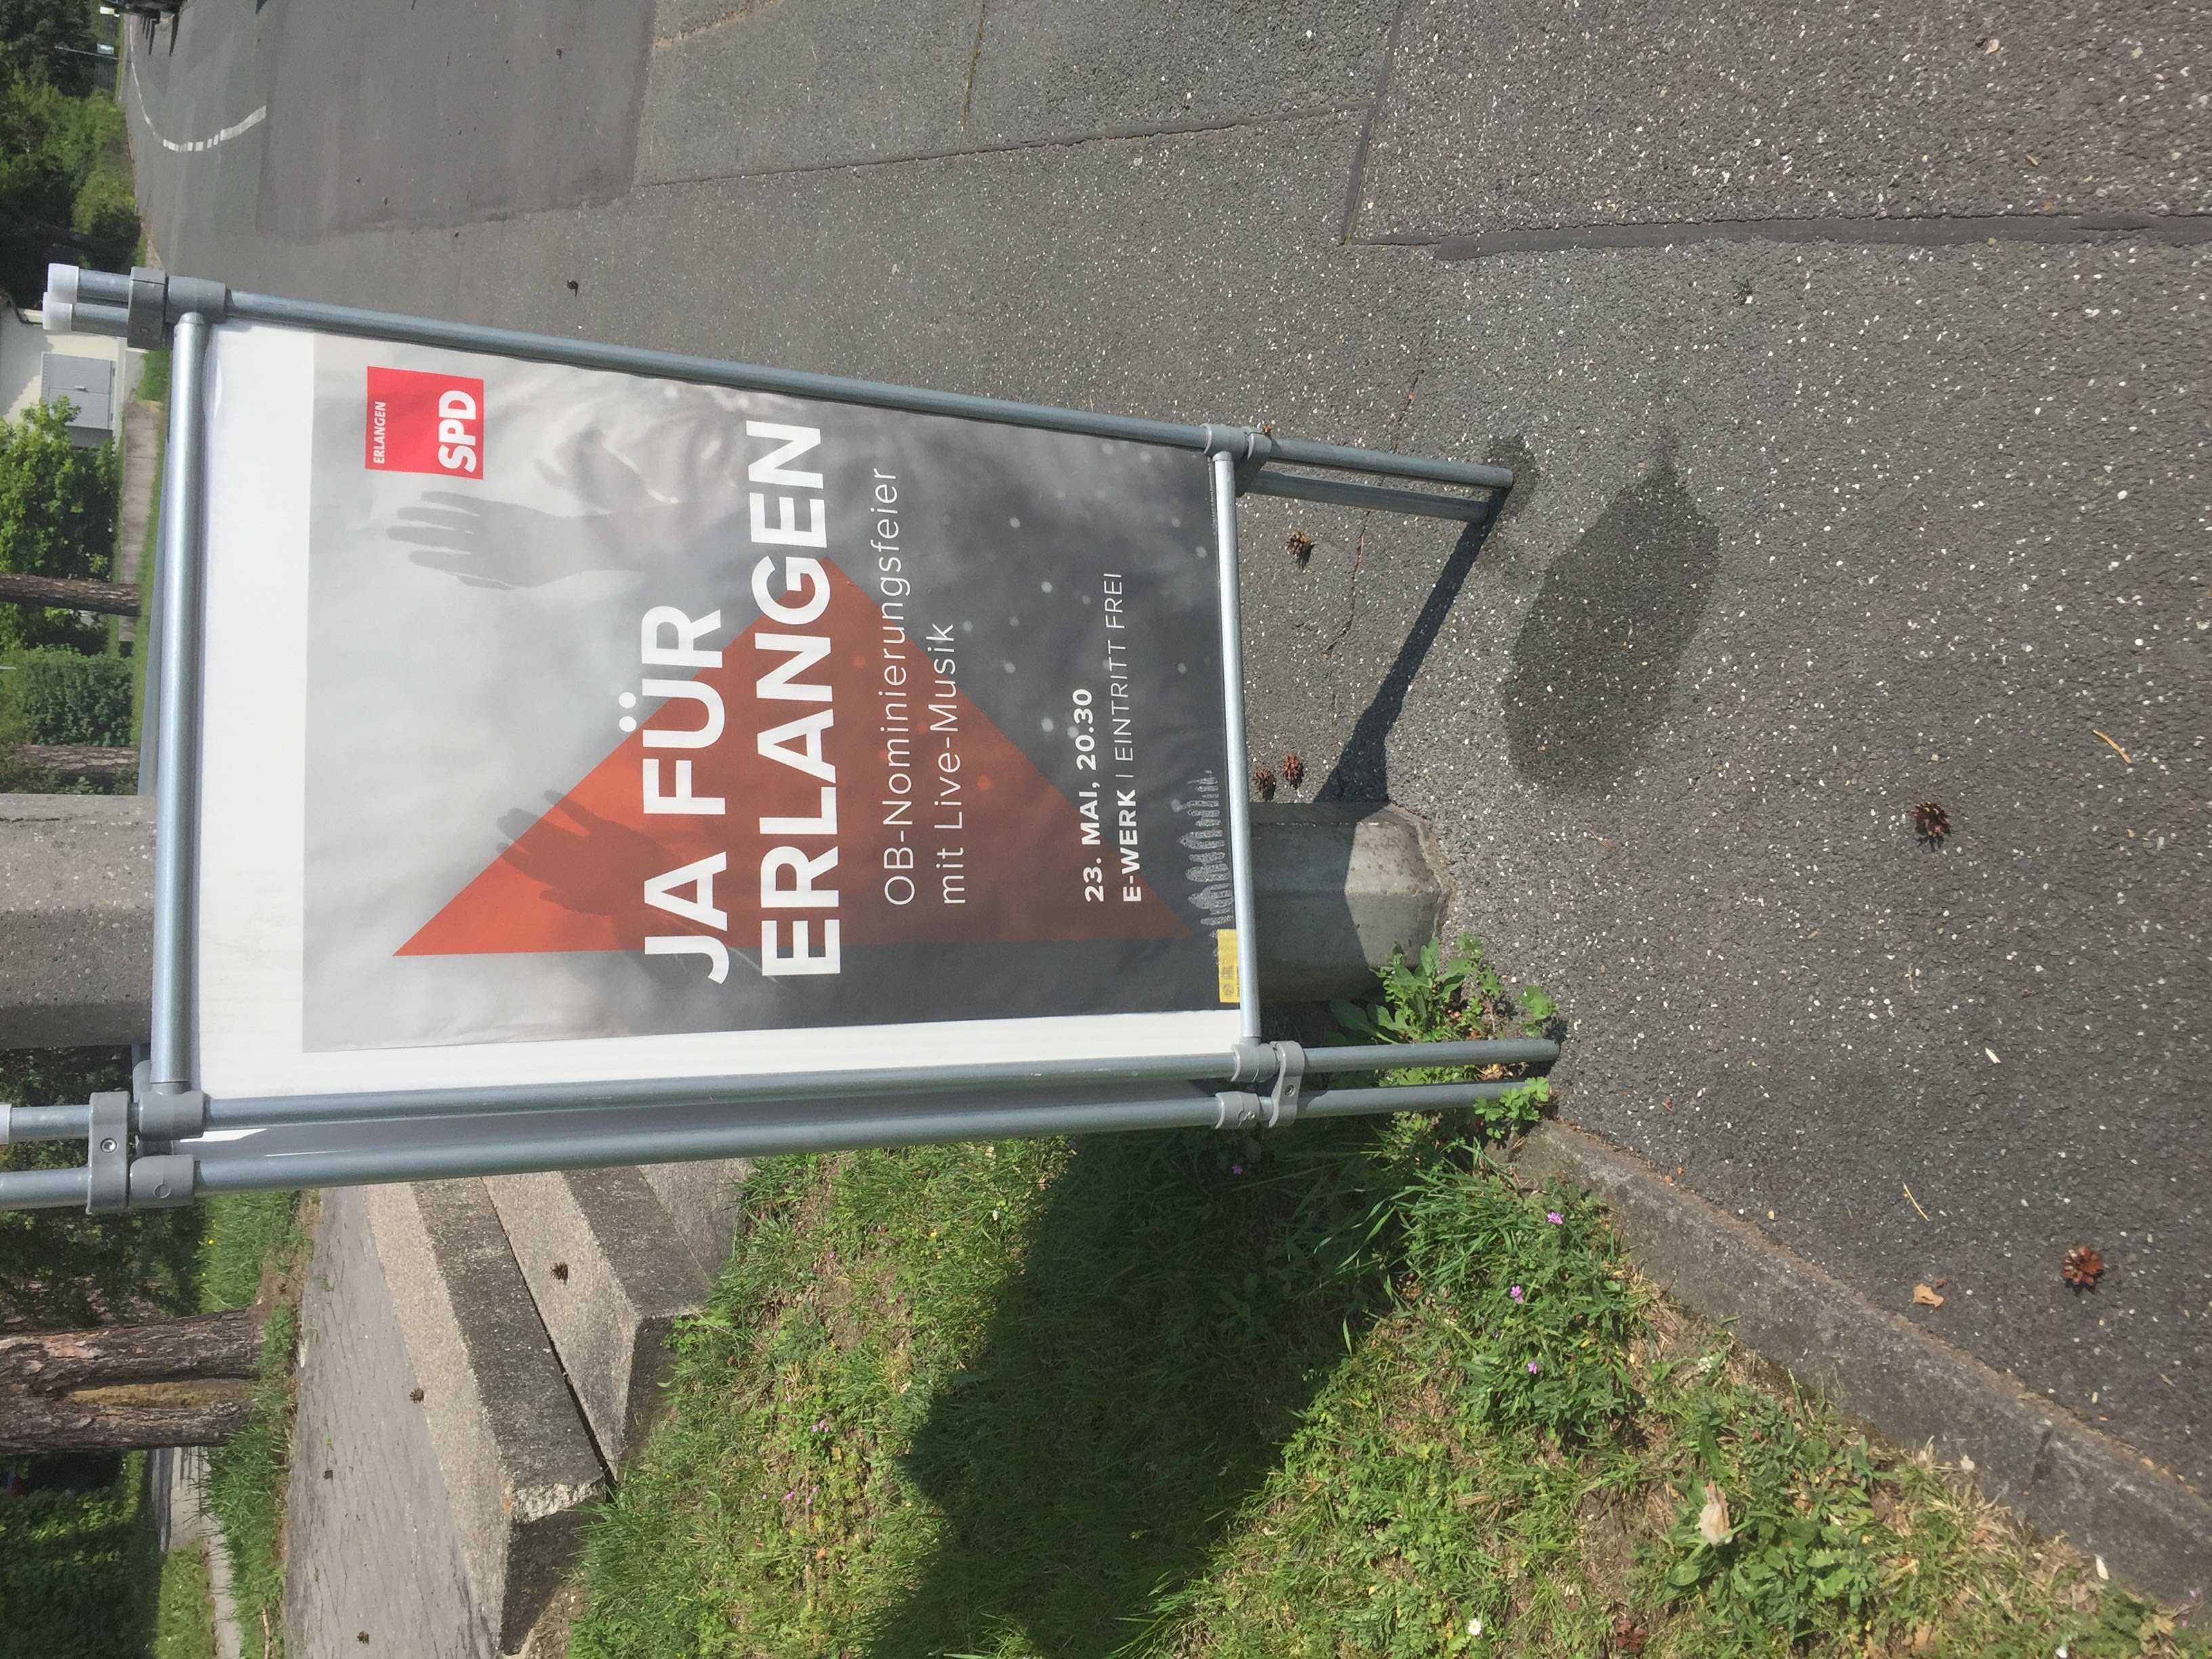 ERLANGEN
SPD
JA FÜR
ERLANGEN
OB-Nominierungsfeier
mit Live-Musik
23. MAI, 20.30
E-WERK | EINTRITT FREI